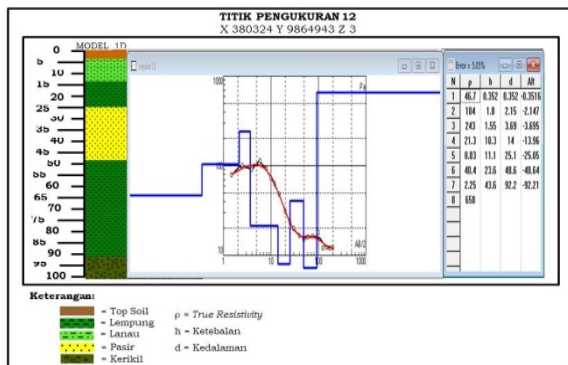 TITIK PENGUKURAN 12
X 380324 Y 9864943 Z 3
MODEL 1D
0
5
10
15
20
25
30
35
40
45
50
55
60
65
70
75
80
85
90
95
100
1000
100
10
1
10
100
1000
AB/2
Error = 5.05%
N ρ h d Alt
1 46.7 0.352 0.352 -0.3516
2 104 1.8 2.15 -2.147
3 243 1.55 3.69 -3.695
4 21.3 10.3 14 -13.96
5 8.03 11.1 25.1 -25.05
6 40.4 23.6 48.6 -48.64
7 2.25 43.6 92.2 -92.21
8 658
Keterangan:
= Top Soil
= Lempung
= Lanau
= Pasir
= Kerikil
ρ = True Resistivity
h = Ketebalan
d = Kedalaman